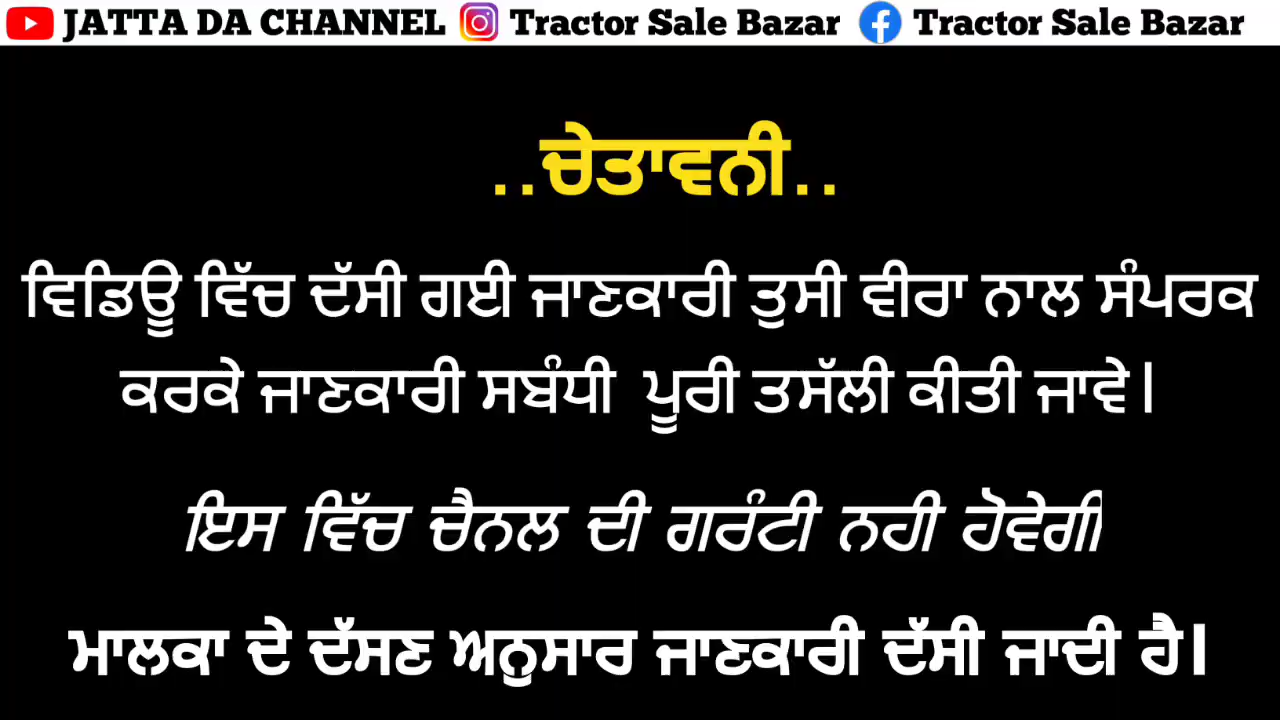 JATTA DA CHANNEL Tractor Sale Bazar Tractor Sale Bazar
..ਚੇਤਾਵਨੀ..
ਵਿਡਿਊ ਵਿੱਚ ਦੱਸੀ ਗਈ ਜਾਣਕਾਰੀ ਤੁਸੀ ਵੀਰਾ ਨਾਲ ਸੰਪਰਕ
ਕਰਕੇ ਜਾਣਕਾਰੀ ਸਬੰਧੀ ਪੂਰੀ ਤਸੱਲੀ ਕੀਤੀ ਜਾਵੇ।
ਇਸ ਵਿੱਚ ਚੈਨਲ ਦੀ ਗਰੰਟੀ ਨਹੀ ਹੋਵੇਗੀ
ਮਾਲਕਾ ਦੇ ਦੱਸਣ ਅਨੁਸਾਰ ਜਾਣਕਾਰੀ ਦੱਸੀ ਜਾਦੀ ਹੈ।